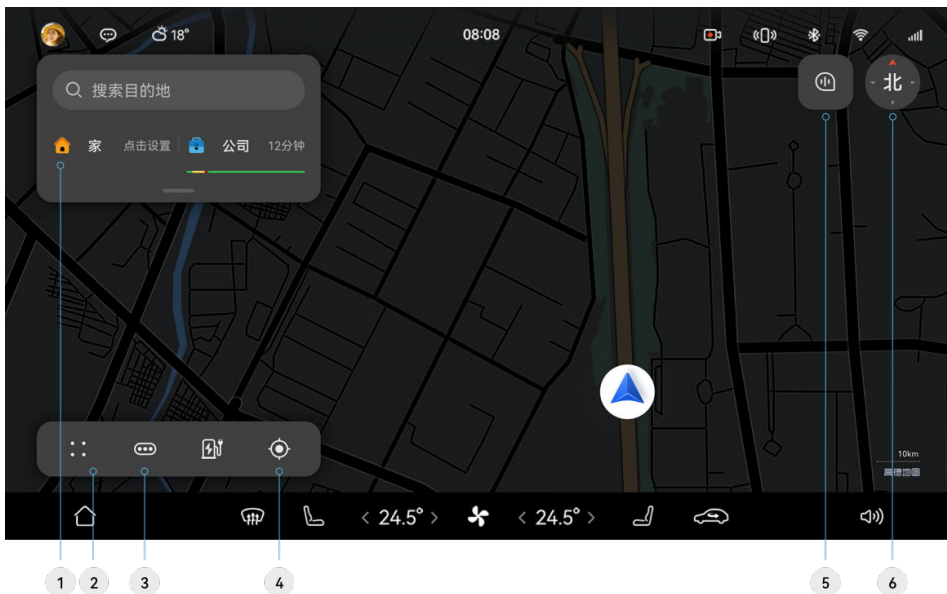 18°
08:08
搜索目的地
北
家 点击设置 公司 12分钟
10km
高德地圖
24.5° 24.5°
1 2 3 4 5 6